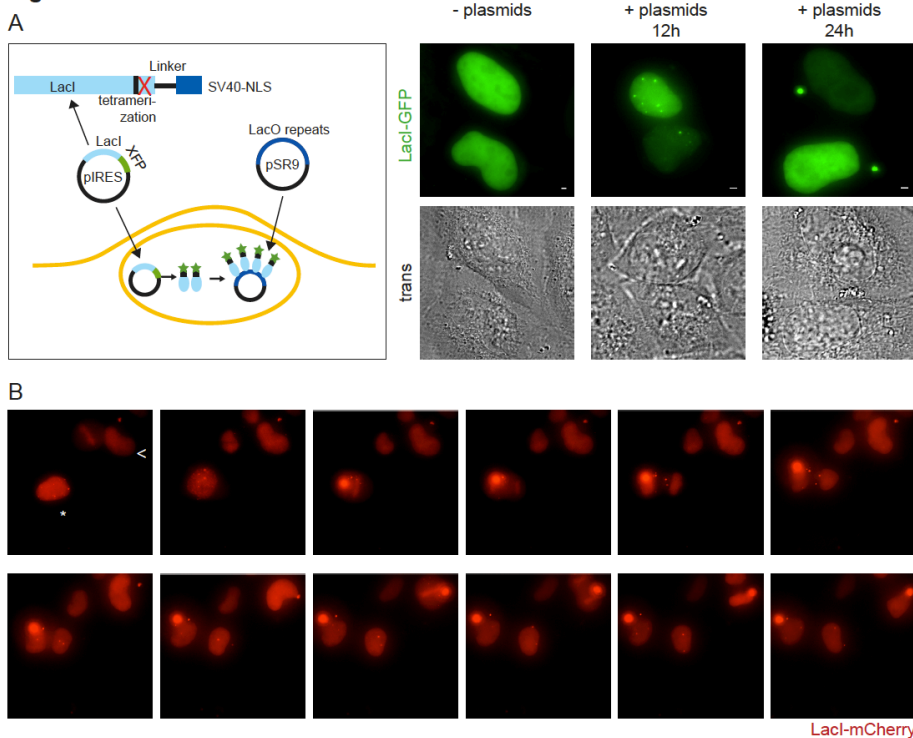 A
- plasmids
+ plasmids
12h
+ plasmids
24h
Linker
LacI
SV40-NLS
tetrameri-
zation
LacI
XFP
pIRES
LacO repeats
pSR9
LacI-GFP
trans
B
<
*
LacI-mCherry